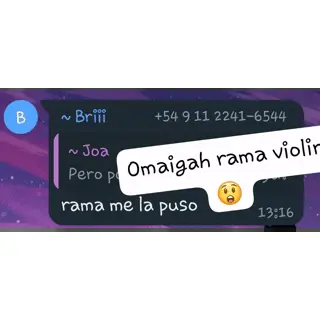 B
~ Briii +54 9 11 2241-6544
~ Joa
Omaigah rama violin
Pero
rama me la puso
13:16